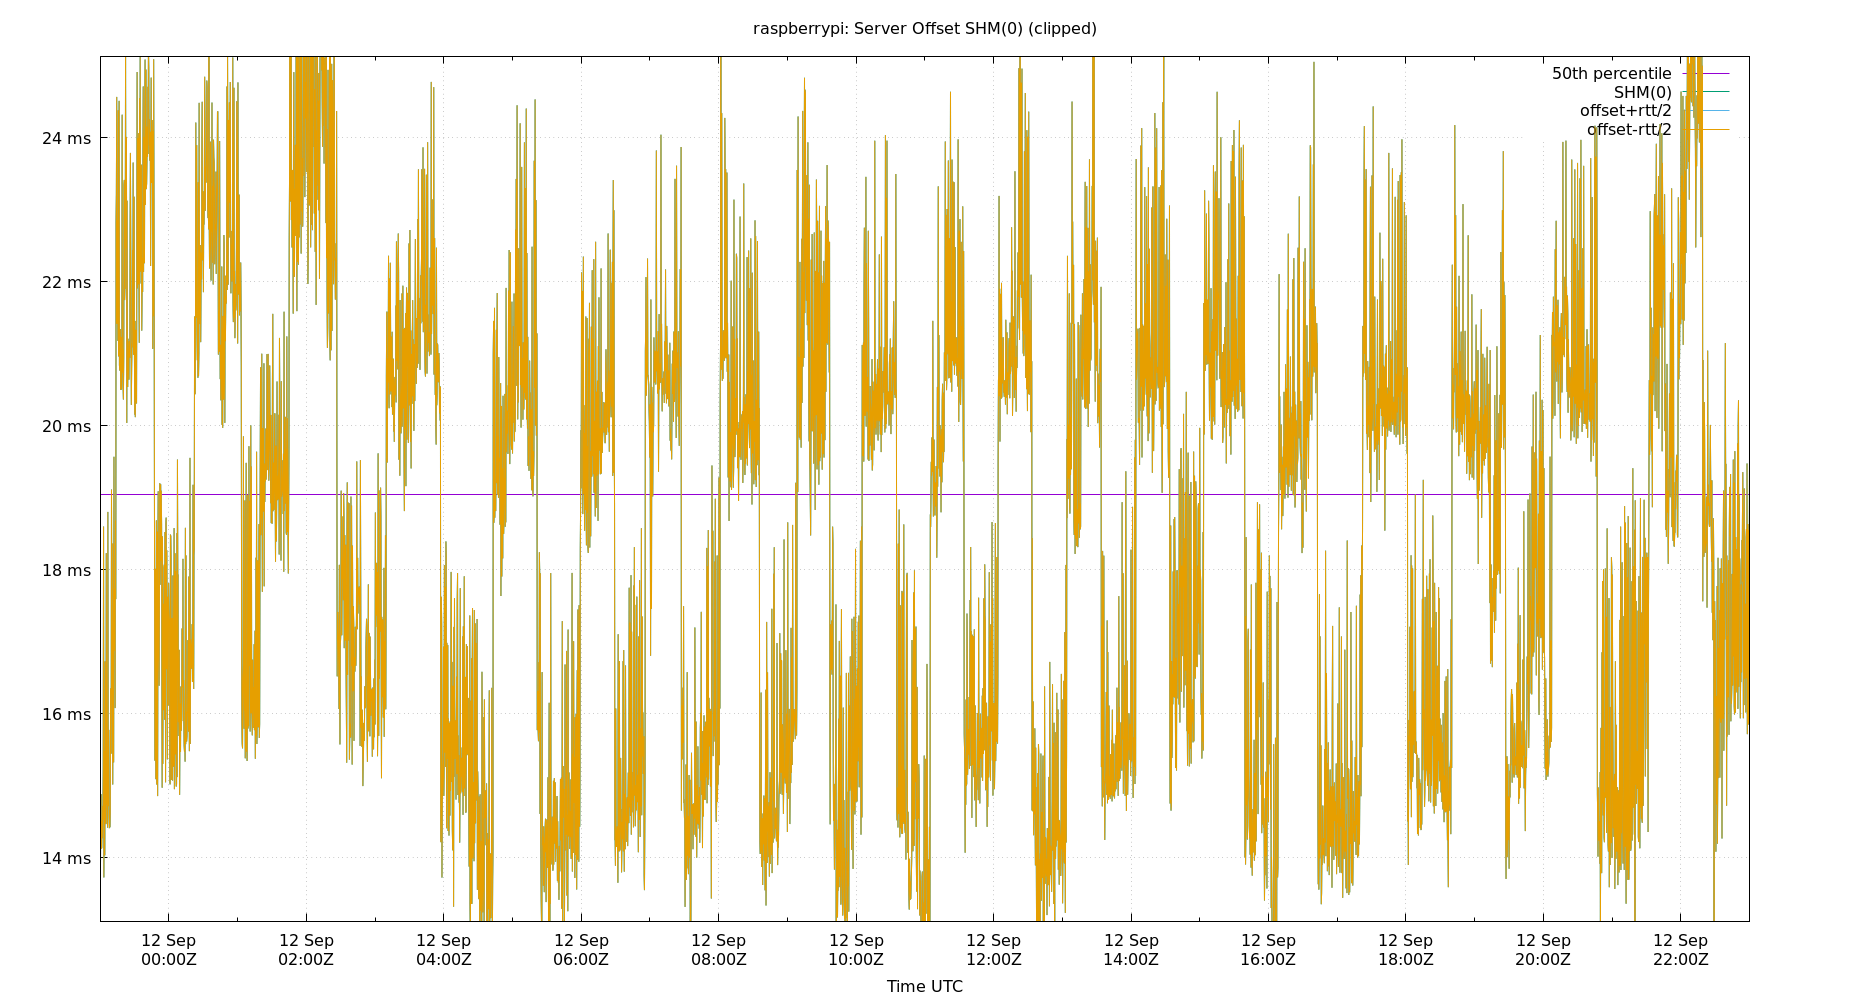 raspberrypi: Server Offset SHM(0) (clipped)
50th percentile
SHM(0)
offset+rtt/2
offset-rtt/2
24 ms
22 ms
20 ms
18 ms
16 ms
14 ms
12 Sep 12 Sep 12 Sep 12 Sep 12 Sep 12 Sep 12 Sep 12 Sep 12 Sep 12 Sep 12 Sep 12 Sep
00:00Z 02:00Z 04:00Z 06:00Z 08:00Z 10:00Z 12:00Z 14:00Z 16:00Z 18:00Z 20:00Z 22:00Z
Time UTC